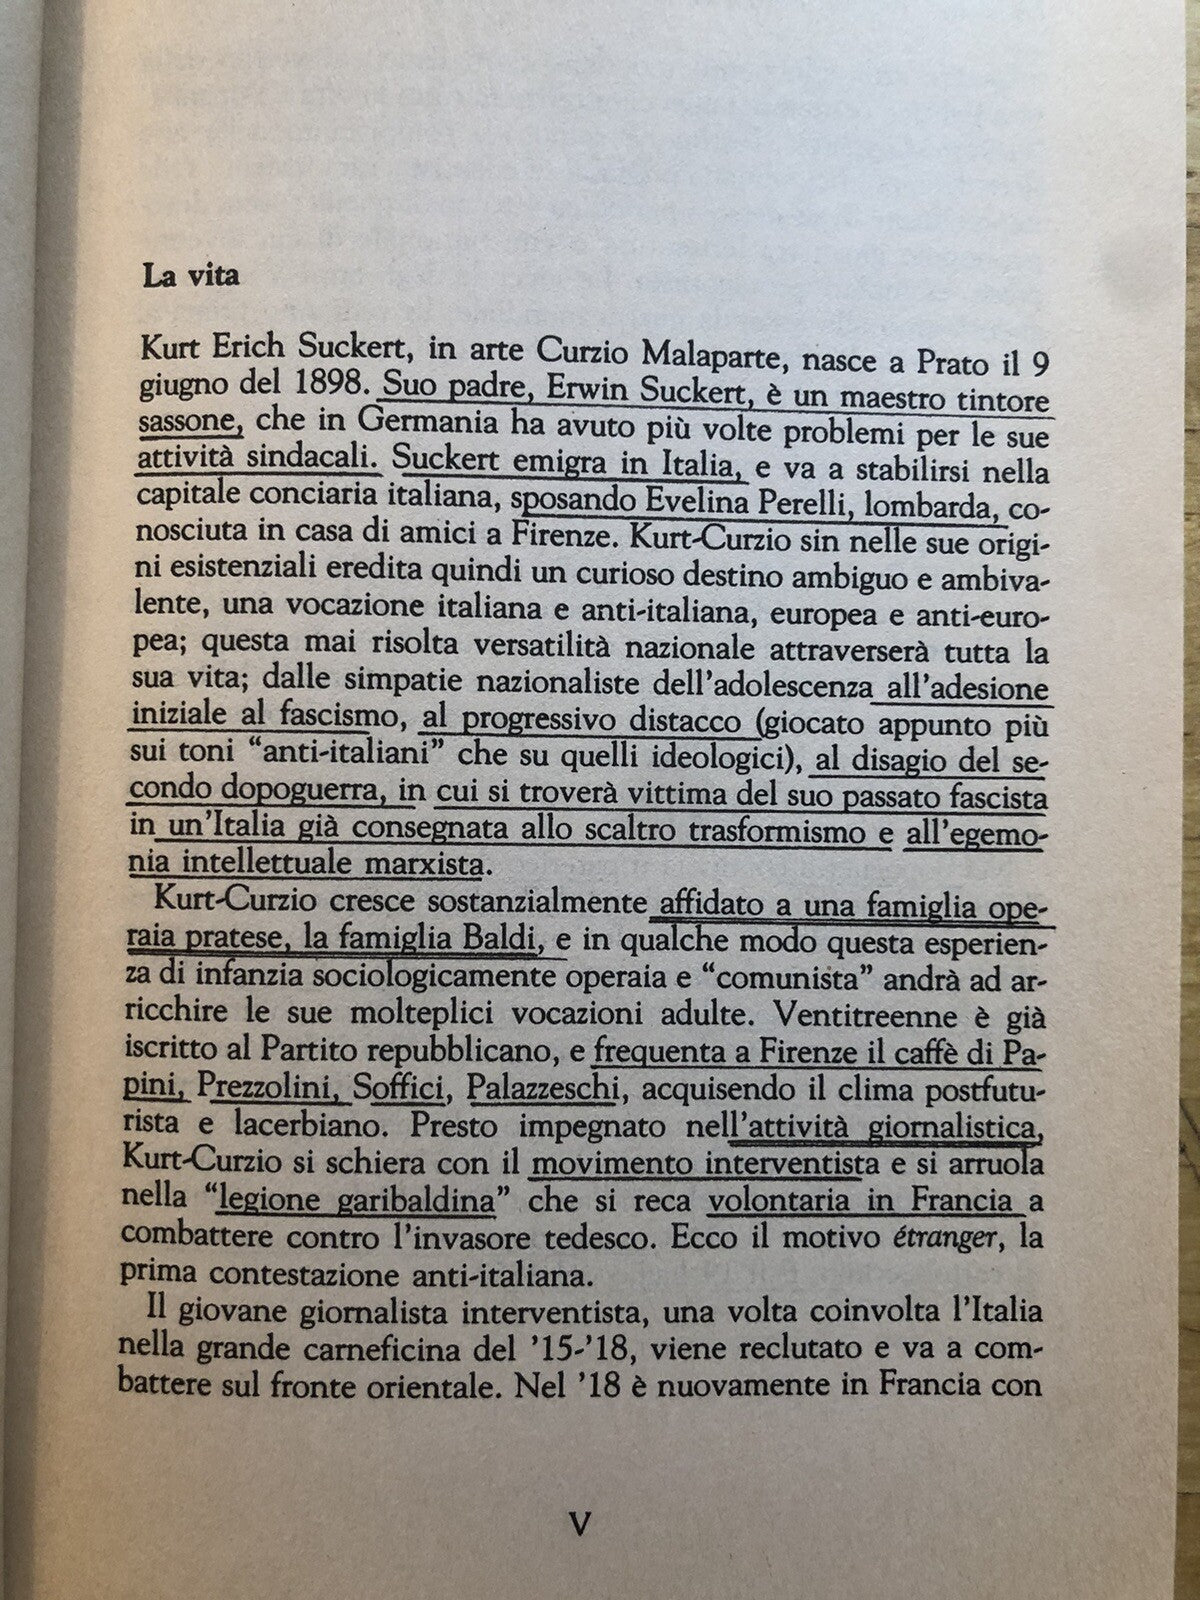 La vita
Kurt Erich Suckert, in arte Curzio Malaparte, nasce a Prato il 9
giugno del 1898. Suo padre, Erwin Suckert, è un maestro tintore
sassone, che in Germania ha avuto più volte problemi per le sue
attività sindacali. Suckert emigra in Italia, e va a stabilirsi nella
capitale conciaria italiana, sposando Evelina Perelli, lombarda, co-
nosciuta in casa di amici a Firenze. Kurt-Curzio sin nelle sue origi-
ni esistenziali eredita quindi un curioso destino ambiguo e ambiva-
lente, una vocazione italiana e anti-italiana, europea e anti-euro-
pea; questa mai risolta versatilità nazionale attraverserà tutta la
sua vita; dalle simpatie nazionaliste dell'adolescenza all'adesione
iniziale al fascismo, al progressivo distacco (giocato appunto più
sui toni “anti-italiani” che su quelli ideologici), al disagio del se-
condo dopoguerra, in cui si troverà vittima del suo passato fascista
in un'Italia già consegnata allo scaltro trasformismo e all'egemo-
nia intellettuale marxista.
Kurt-Curzio cresce sostanzialmente affidato a una famiglia ope-
raia pratese, la famiglia Baldi, e in qualche modo questa esperien-
za di infanzia sociologicamente operaia e “comunista” andrà ad ar-
ricchire le sue molteplici vocazioni adulte. Ventitreenne è già
iscritto al Partito repubblicano, e frequenta a Firenze il caffè di Pa-
pini, Prezzolini, Soffici, Palazzeschi, acquisendo il clima postfutu-
rista e lacerbiano. Presto impegnato nell'attività giornalistica,
Kurt-Curzio si schiera con il movimento interventista e si arruola
nella “legione garibaldina” che si reca volontaria in Francia a
combattere contro l'invasore tedesco. Ecco il motivo étranger, la
prima contestazione anti-italiana.
Il giovane giornalista interventista, una volta coinvolta l'Italia
nella grande carneficina del '15-'18, viene reclutato e va a com-
battere sul fronte orientale. Nel '18 è nuovamente in Francia con
V